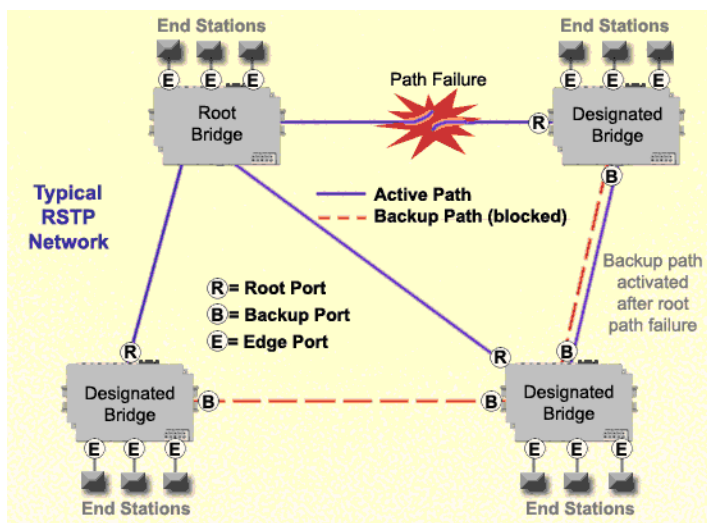 End Stations
End Stations
E E E
E E E
Path Failure
Root
Bridge
R
Designated
Bridge
B
Typical
RSTP
Network
Active Path
Backup Path (blocked)
Backup path
activated
after root
path failure
R = Root Port
B = Backup Port
E = Edge Port
R
R
B
Designated
Bridge
B
B
Designated
Bridge
E E E
E E E
End Stations
End Stations